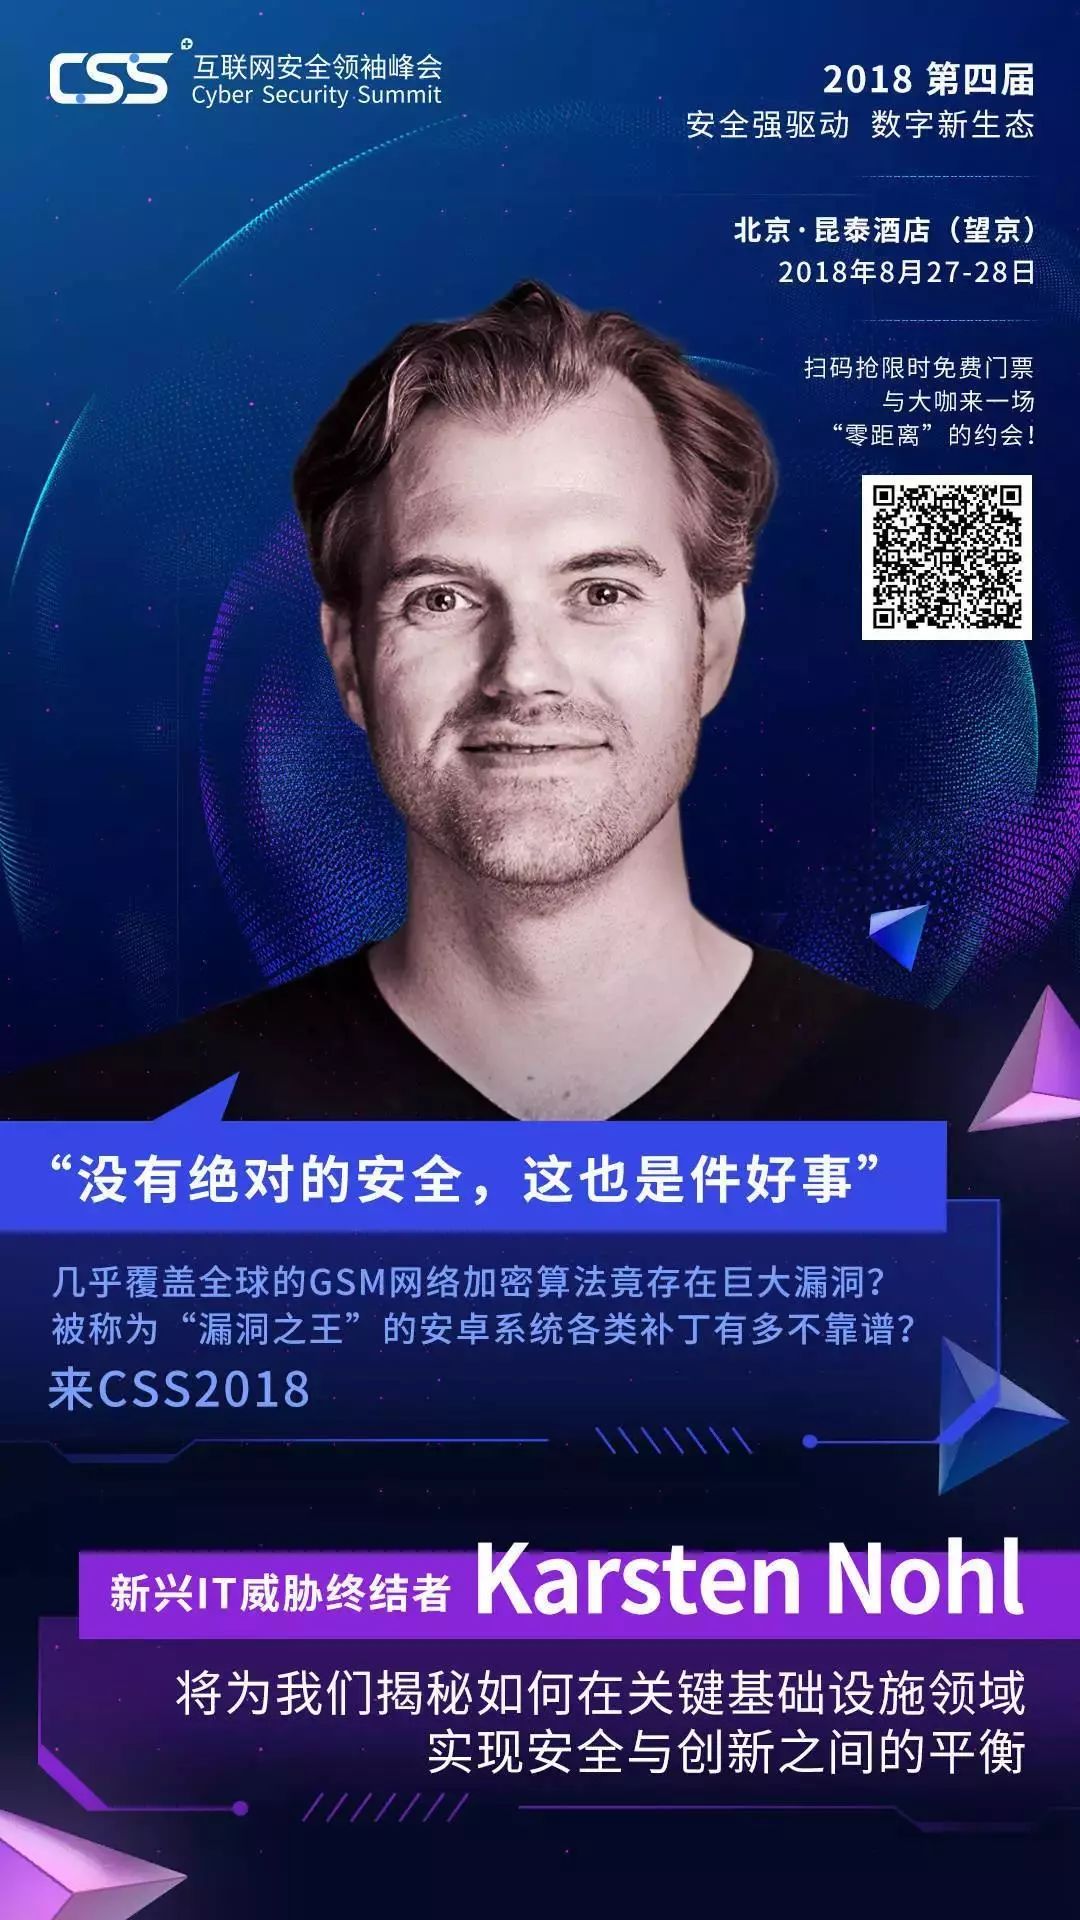 CSS
互联网安全领袖峰会
Cyber Security Summit
2018 第四届
安全强驱动 数字新生态
北京·昆泰酒店（望京）
2018年8月27-28日
扫码抢限时免费门票
与大咖来一场
“零距离”的约会！
“没有绝对的安全，这也是件好事”
几乎覆盖全球的GSM网络加密算法竟存在巨大漏洞？
被称为“漏洞之王”的安卓系统各类补丁有多不靠谱？
来CSS2018
新兴IT威胁终结者 Karsten Nohl
将为我们揭秘如何在关键基础设施领域
实现安全与创新之间的平衡